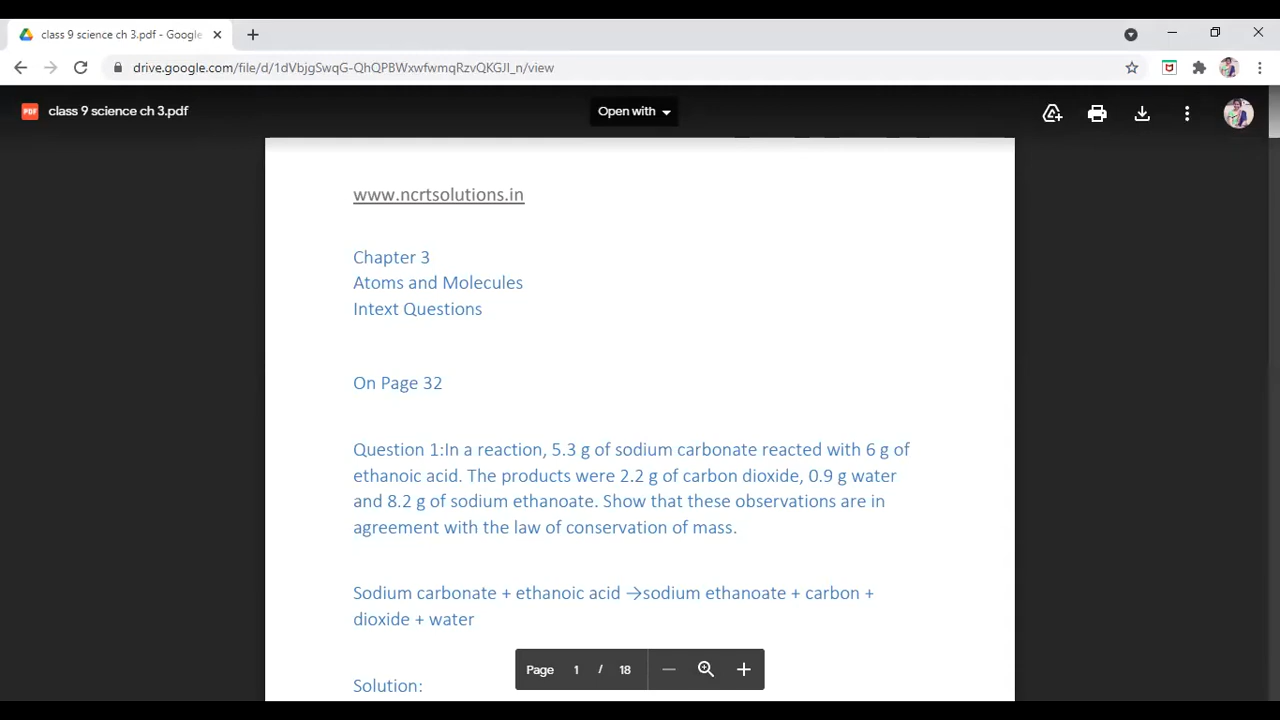 class 9 science ch 3.pdf - Google
drive.google.com/file/d/1dVbjgSwqG-QhQPBWxwfwmqRzvQKGJI_n/view
PDF class 9 science ch 3.pdf
Open with
www.ncrtsolutions.in
Chapter 3
Atoms and Molecules
Intext Questions
On Page 32
Question 1:In a reaction, 5.3 g of sodium carbonate reacted with 6 g of
ethanoic acid. The products were 2.2 g of carbon dioxide, 0.9 g water
and 8.2 g of sodium ethanoate. Show that these observations are in
agreement with the law of conservation of mass.
Sodium carbonate + ethanoic acid →sodium ethanoate + carbon +
dioxide + water
Page 1 / 18
Solution: